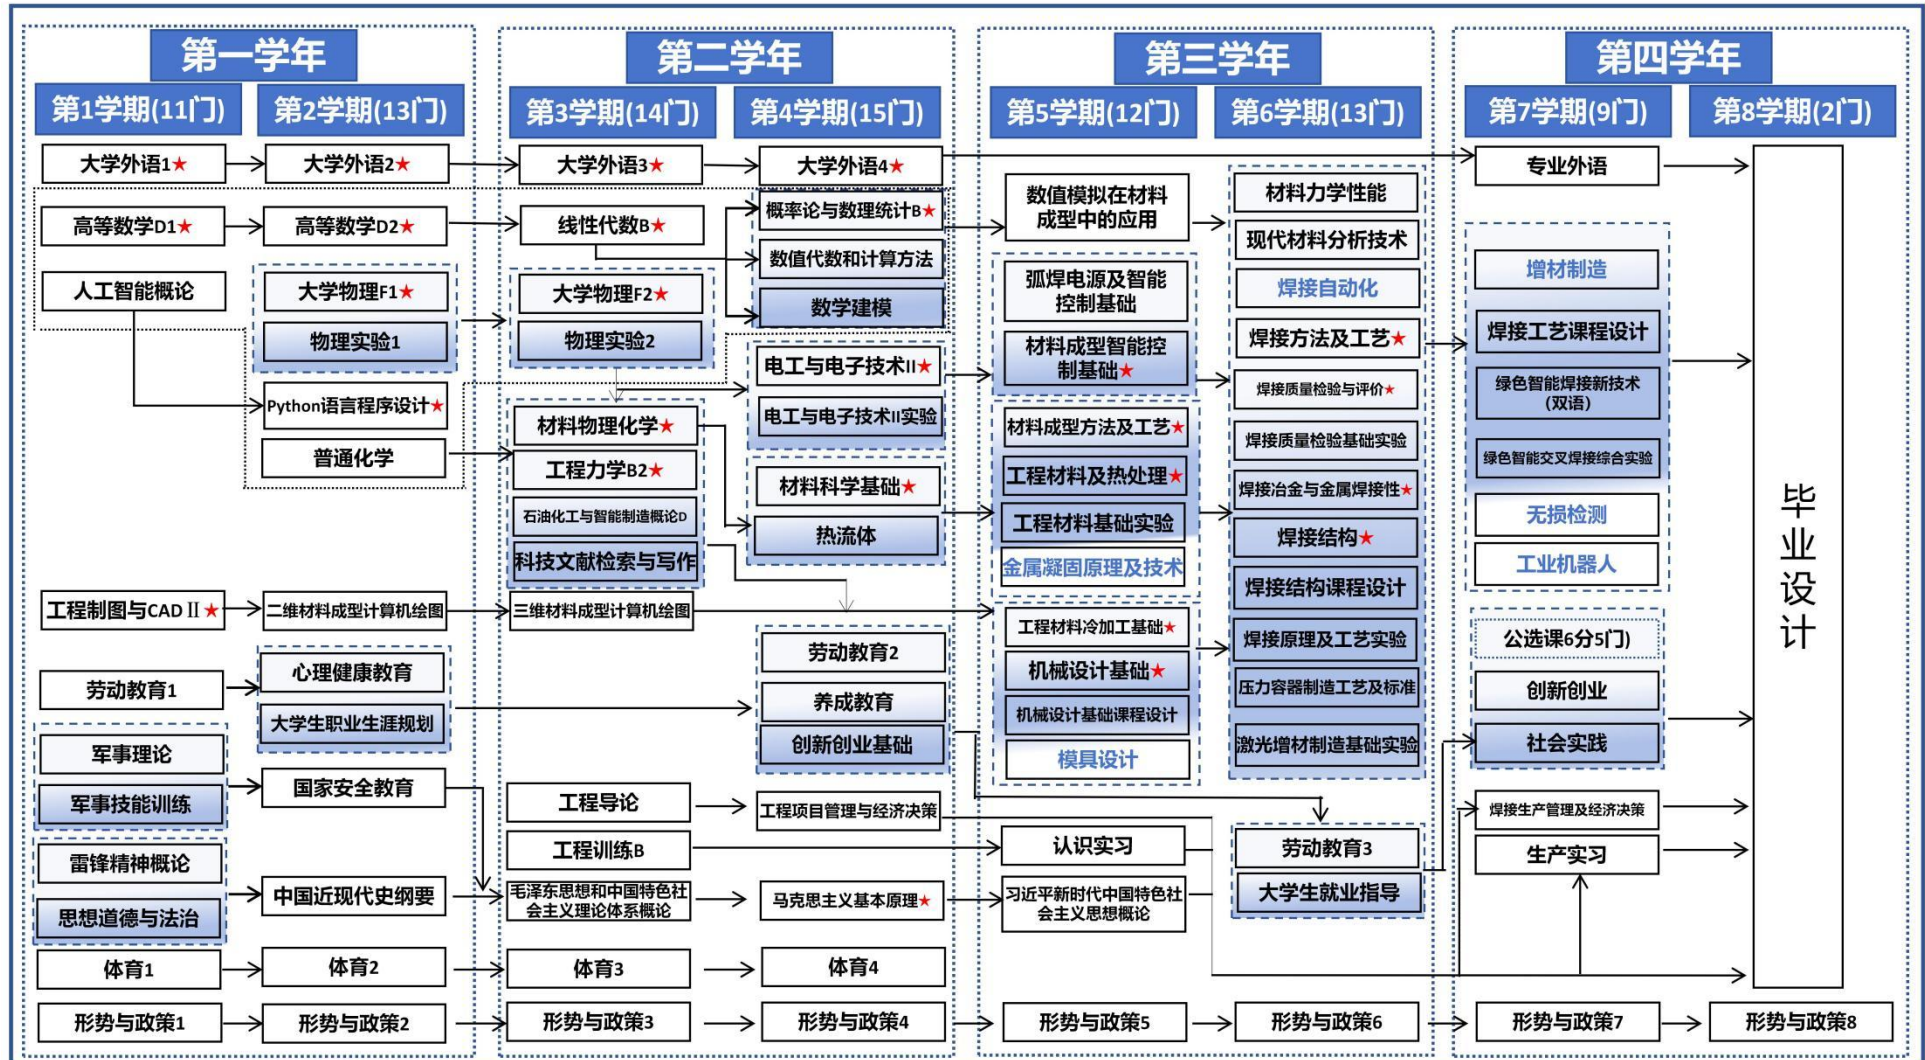 第一学年
第二学年
第三学年
第四学年
第1学期(11门)
第2学期(13门)
第3学期(14门)
第4学期(15门)
第5学期(12门)
第6学期(13门)
第7学期(9门)
第8学期(2门)
大学外语1★
高等数学D1★
人工智能概论
工程制图与CADⅡ★
劳动教育1
军事理论
军事技能训练
雷锋精神概论
思想道德与法治
体育1
形势与政策1
大学外语2★
高等数学D2★
大学物理F1★
物理实验1
Python语言程序设计★
普通化学
二维材料成型计算机绘图
心理健康教育
大学生职业生涯规划
国家安全教育
中国近现代史纲要
体育2
形势与政策2
大学外语3★
线性代数B★
大学物理F2★
物理实验2
材料物理化学★
工程力学B2★
石油化工与智能制造概论D
科技文献检索与写作
三维材料成型计算机绘图
工程导论
工程训练B
毛泽东思想和中国特色社
会主义理论体系概论
体育3
形势与政策3
大学外语4★
概率论与数理统计B★
数值代数和计算方法
数学建模
电工与电子技术II★
电工与电子技术II实验
材料科学基础★
热流体
劳动教育2
养成教育
创新创业基础
工程项目管理与经济决策
马克思主义基本原理★
体育4
形势与政策4
数值模拟在材料
成型中的应用
弧焊电源及智能
控制基础
材料成型智能控
制基础★
材料成型方法及工艺★
工程材料及热处理★
工程材料基础实验
金属凝固原理及技术
工程材料冷加工基础★
机械设计基础★
机械设计基础课程设计
模具设计
认识实习
习近平新时代中国特色社
会主义思想概论
形势与政策5
材料力学性能
现代材料分析技术
焊接自动化
焊接方法及工艺★
焊接质量检验与评价★
焊接质量检验基础实验
焊接冶金与金属焊接性★
焊接结构★
焊接结构课程设计
焊接原理及工艺实验
压力容器制造工艺及标准
激光增材制造基础实验
劳动教育3
大学生就业指导
形势与政策6
专业外语
增材制造
焊接工艺课程设计
绿色智能焊接新技术
(双语)
绿色智能交叉焊接综合实验
无损检测
工业机器人
公选课6分5门)
创新创业
社会实践
焊接生产管理及经济决策
生产实习
形势与政策7
毕业设计
形势与政策8